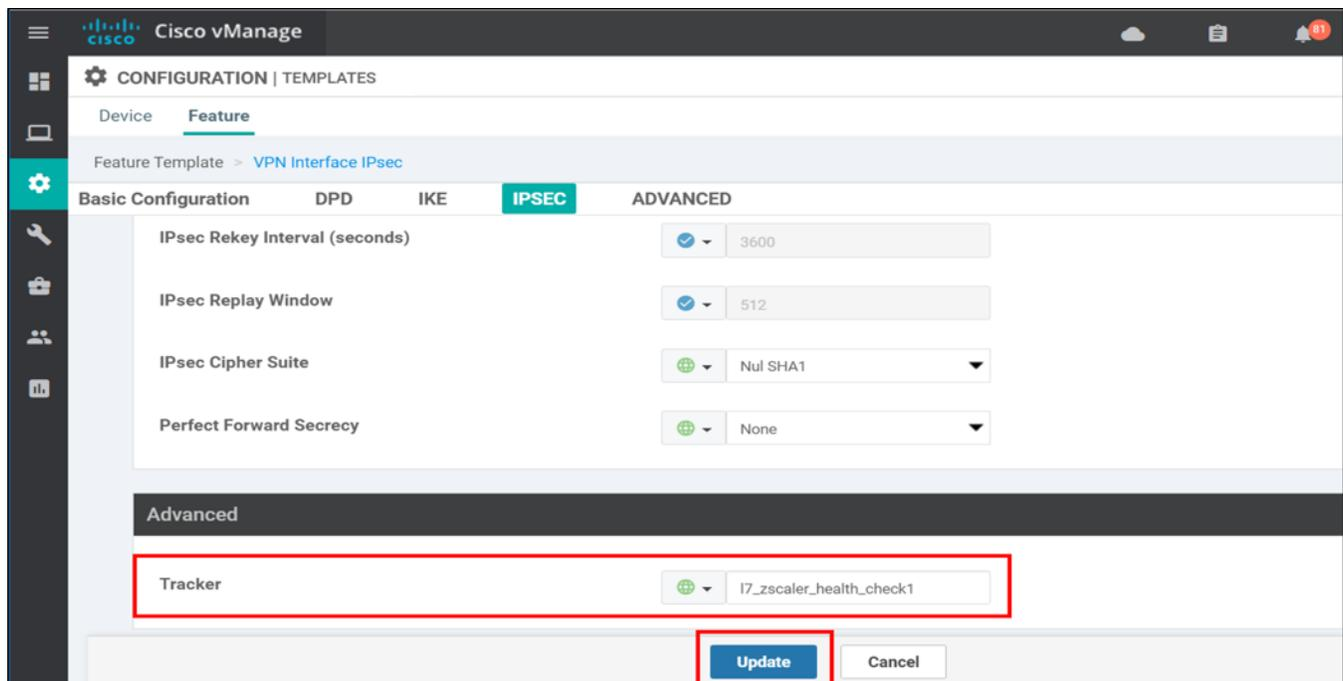 cisco Cisco vManage 81
CONFIGURATION | TEMPLATES
Device Feature
Feature Template > VPN Interface IPsec
Basic Configuration DPD IKE IPSEC ADVANCED
IPsec Rekey Interval (seconds) 3600
IPsec Replay Window 512
IPsec Cipher Suite Nul SHA1
Perfect Forward Secrecy None
Advanced
Tracker l7_zscaler_health_check1
Update Cancel